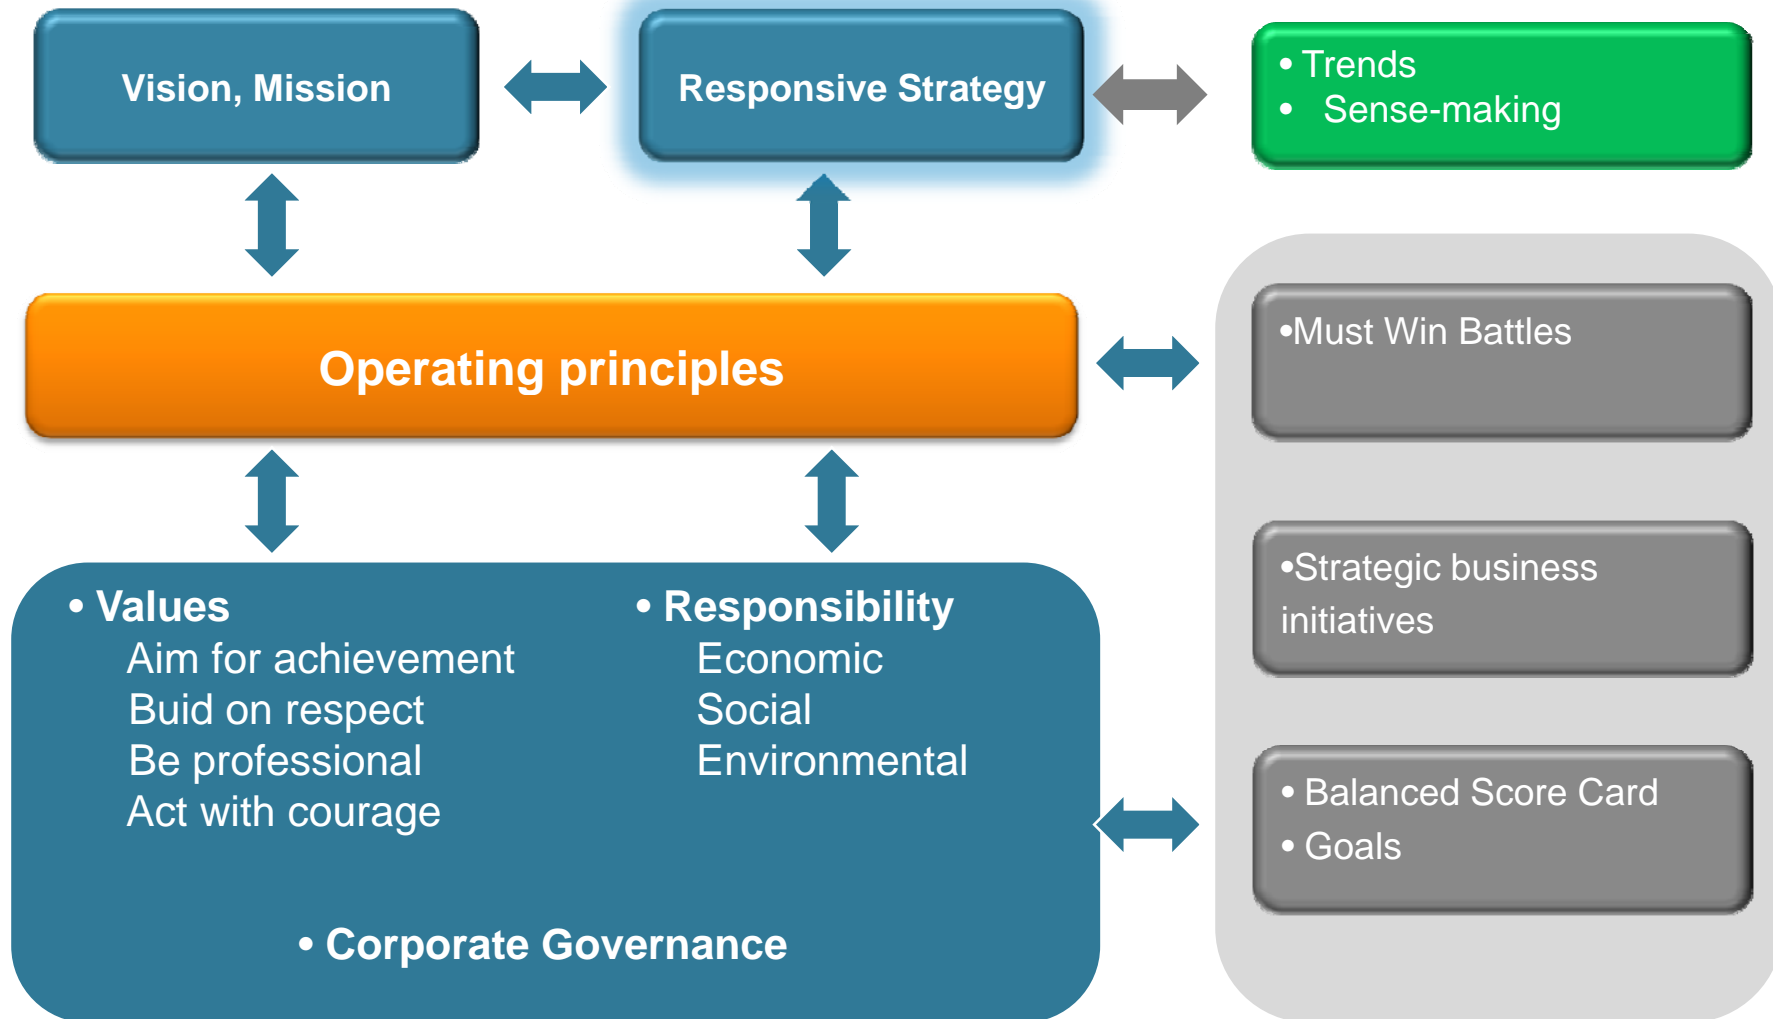 Vision, Mission
Responsive Strategy
• Trends
• Sense-making
Operating principles
•Must Win Battles
•Strategic business
initiatives
• Balanced Score Card
• Goals
• Values
Aim for achievement
Buid on respect
Be professional
Act with courage
• Responsibility
Economic
Social
Environmental
• Corporate Governance